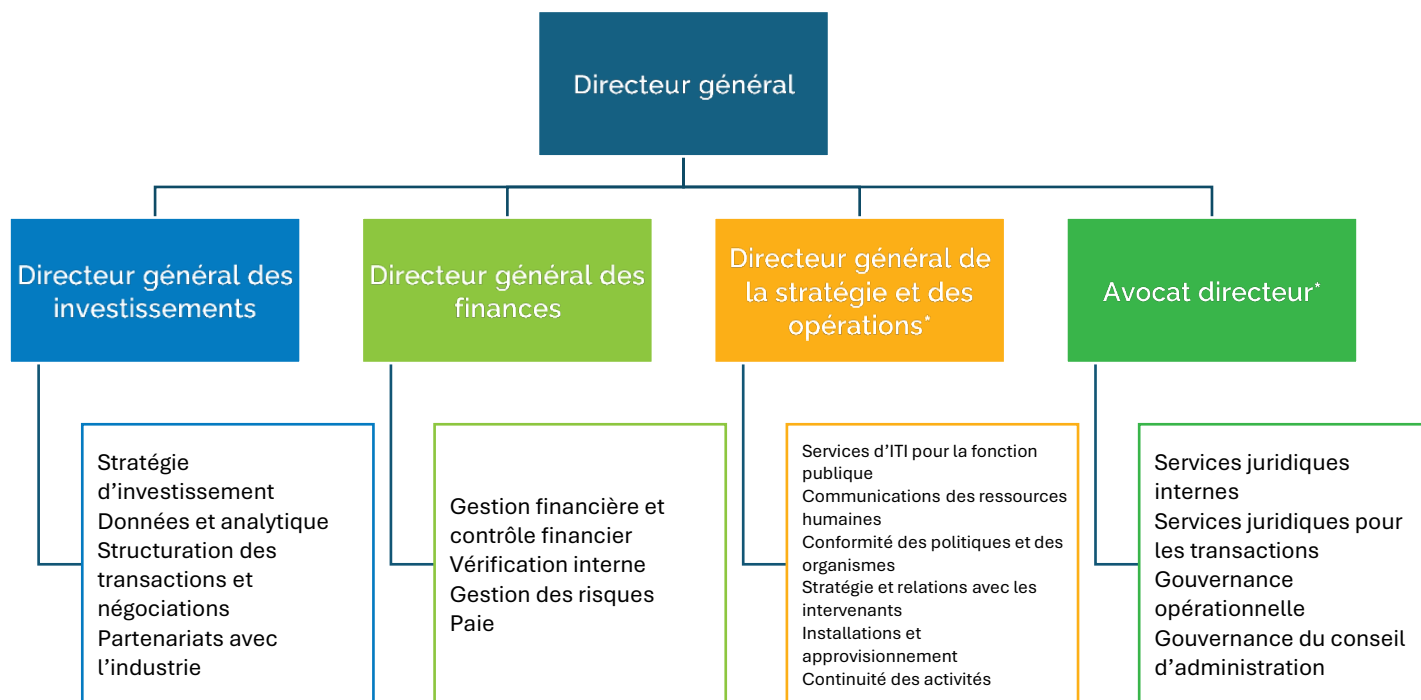 Directeur général
Directeur général des
investissements
Directeur général des
finances
Directeur général de
la stratégie et des
opérations*
Avocat directeur*
Stratégie
d'investissement
Données et analytique
Structuration des
transactions et
négociations
Partenariats avec
l'industrie
Gestion financière et
contrôle financier
Vérification interne
Gestion des risques
Paie
Services d'ITI pour la fonction
publique
Communications des ressources
humaines
Conformité des politiques et des
organismes
Stratégie et relations avec les
intervenants
Installations et
approvisionnement
Continuité des activités
Services juridiques
internes
Services juridiques pour
les transactions
Gouvernance
opérationnelle
Gouvernance du conseil
d'administration